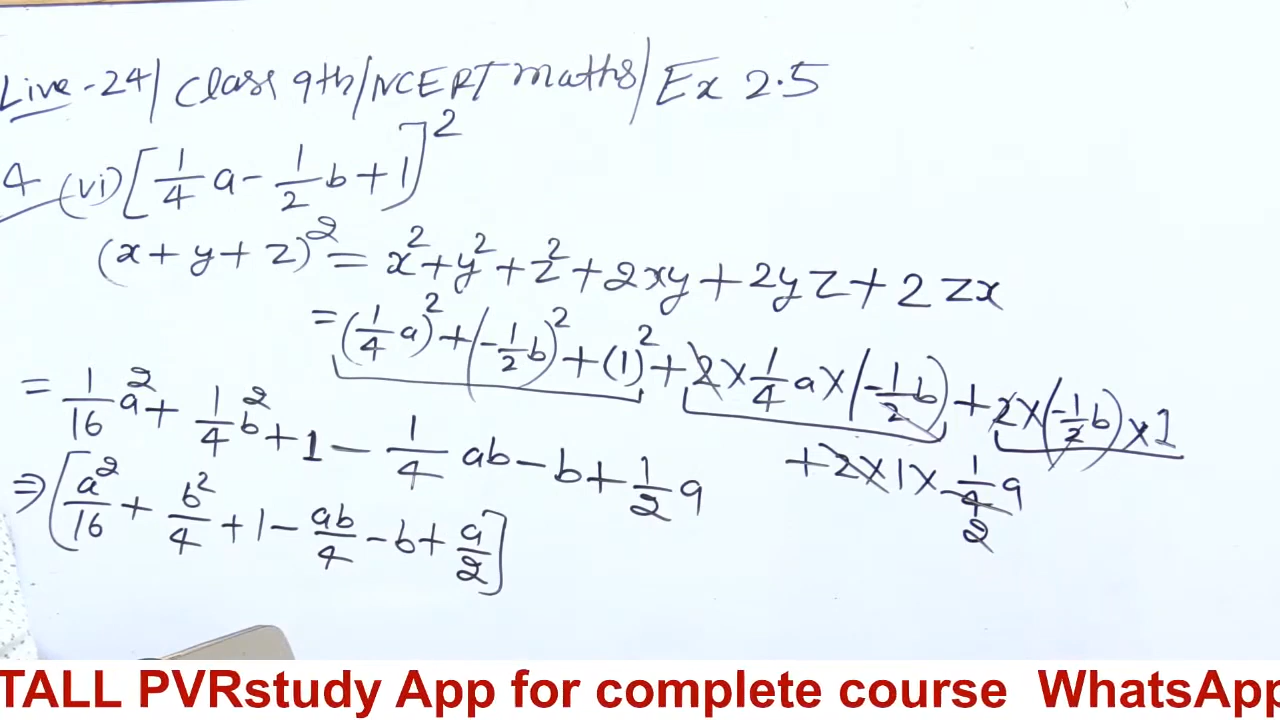 Live-24/ Class 9th/NCERT maths/ Ex 2.5
4 (vi) [1/4 a - 1/2 b + 1]²
(x + y + z)² = x² + y² + z² + 2xy + 2yz + 2zx
= (1/4 a)² + (-1/2 b)² + (1)² + 2 × 1/4 a × (-1/2 b) + 2 × (-1/2 b) × 1
+ 2 × 1 × 1/4 a
2
= 1/16 a² + 1/4 b² + 1 - 1/4 ab - b + 1/2 a
⇒ [a²/16 + b²/4 + 1 - ab/4 - b + a/2]
TALL PVRstudy App for complete course WhatsApp